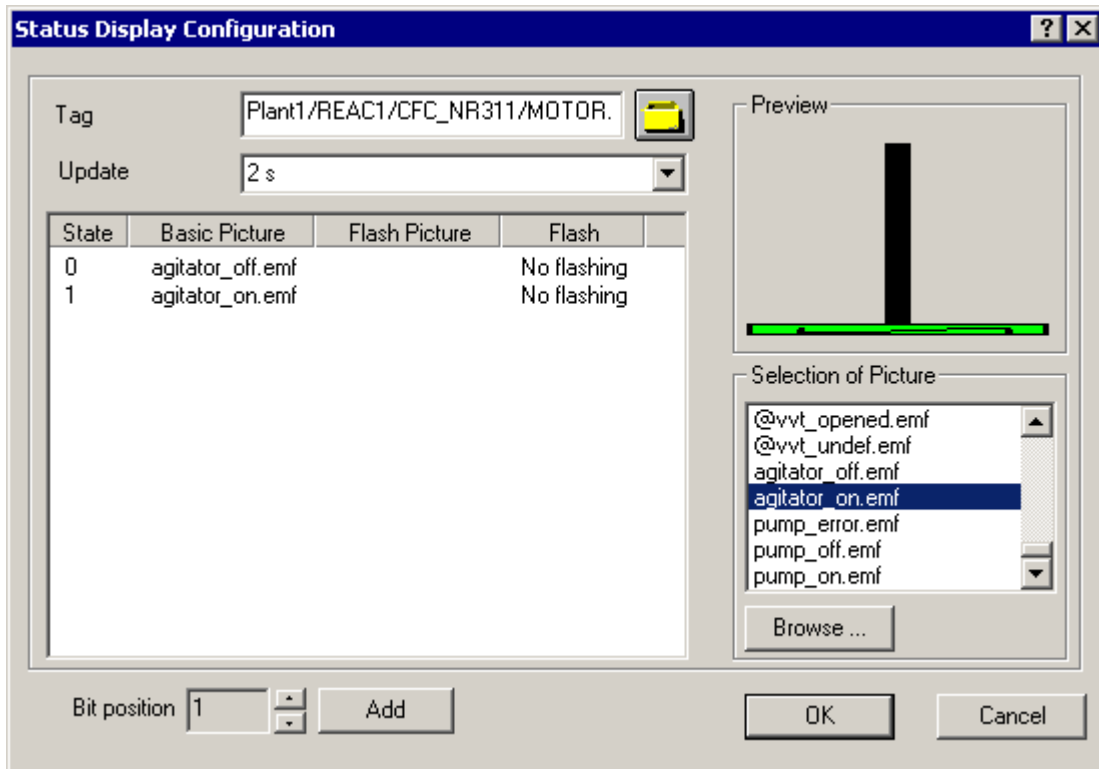 Status Display Configuration
Tag
Plant1/REAC1/CFC_NR311/MOTOR.
Update
2 s
State Basic Picture Flash Picture Flash
0 agitator_off.emf No flashing
1 agitator_on.emf No flashing
Preview
Selection of Picture
@vvt_opened.emf
@vvt_undef.emf
agitator_off.emf
agitator_on.emf
pump_error.emf
pump_off.emf
pump_on.emf
Browse ...
Bit position 1 Add
OK Cancel